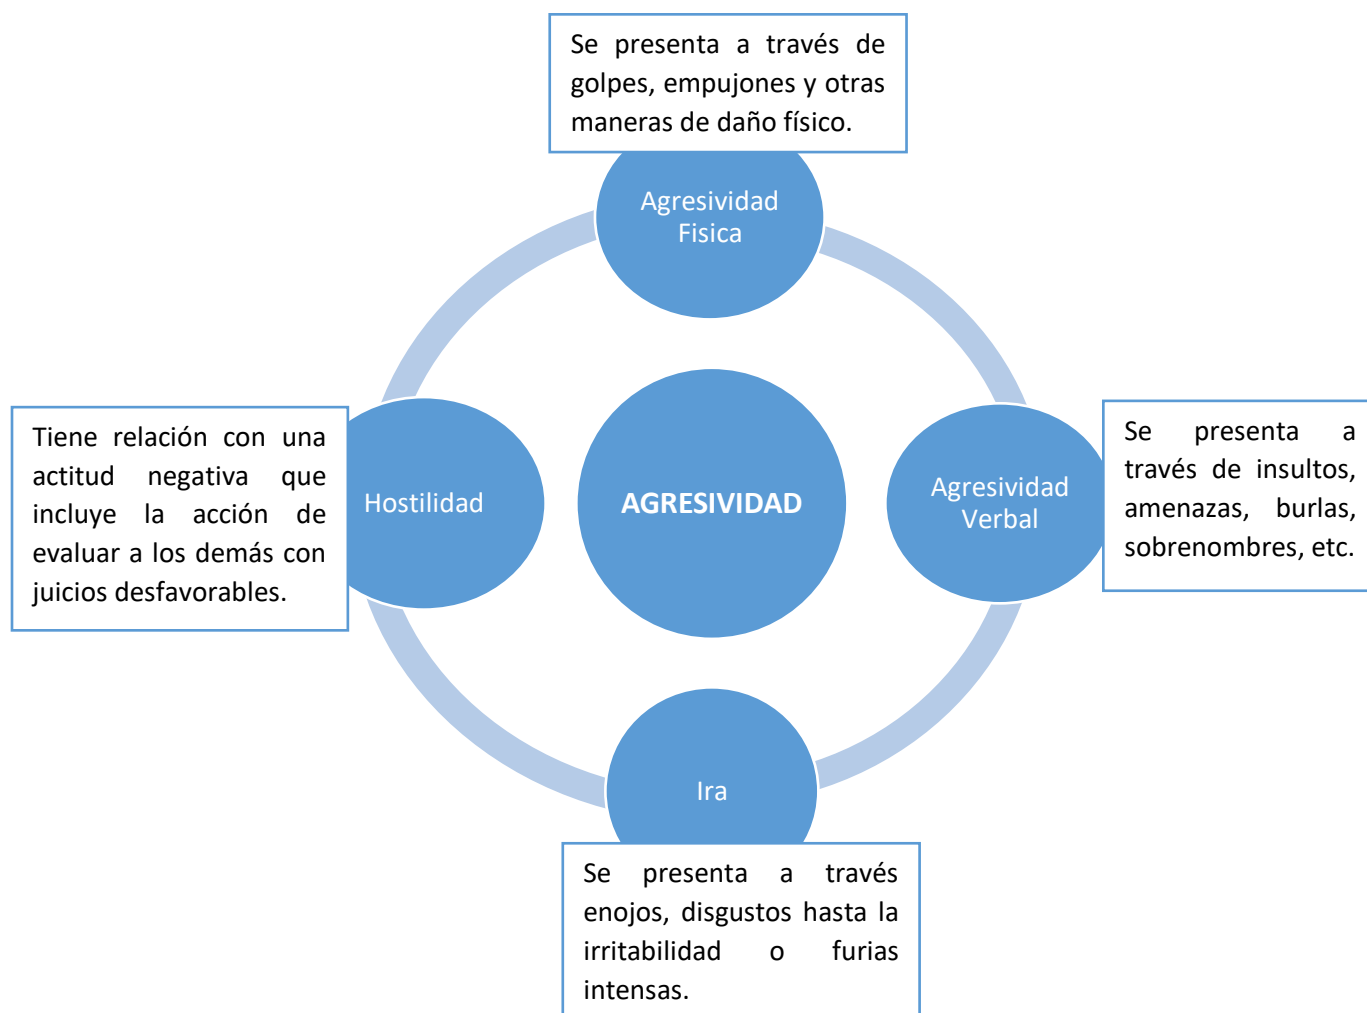 Se presenta a través de
golpes, empujones y otras
maneras de daño físico.
Agresividad
Fisica
Tiene relación con una
actitud negativa que
incluye la acción de
evaluar a los demás con
juicios desfavorables.
Hostilidad
AGRESIVIDAD
Agresividad
Verbal
Se presenta a
través de insultos,
amenazas, burlas,
sobrenombres, etc.
Ira
Se presenta a través
enojos, disgustos hasta la
irritabilidad o furias
intensas.